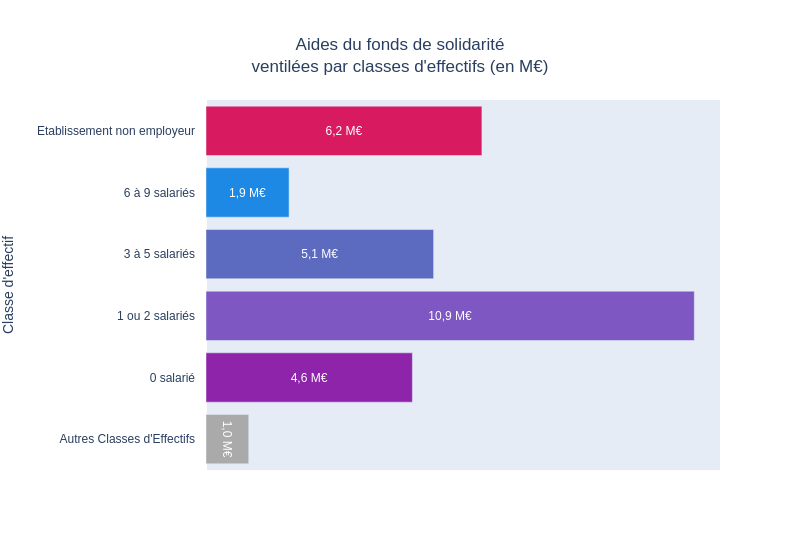 Aides du fonds de solidarité
ventilées par classes d'effectifs (en M€)
Classe d'effectif
Etablissement non employeur
6,2 M€
6 à 9 salariés
1,9 M€
3 à 5 salariés
5,1 M€
1 ou 2 salariés
10,9 M€
0 salarié
4,6 M€
Autres Classes d'Effectifs
1,0 M€